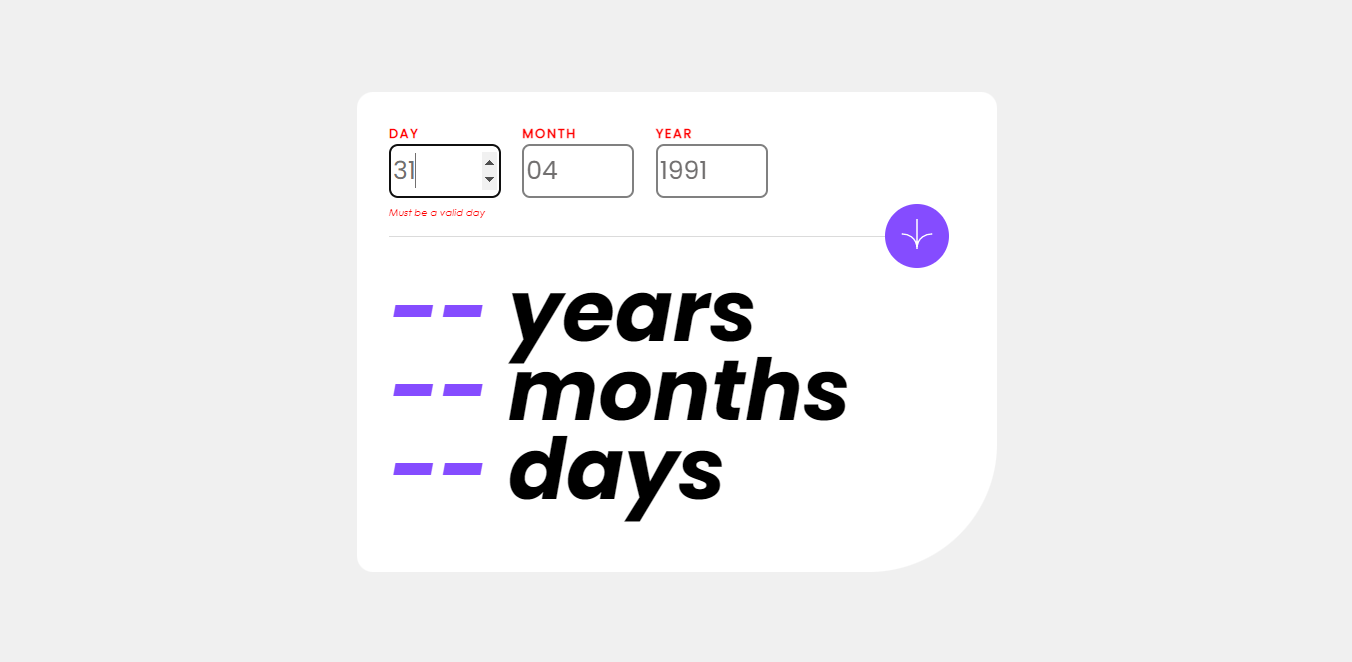 DAY MONTH YEAR
31 04 1991
Must be a valid day
-- years
-- months
-- days